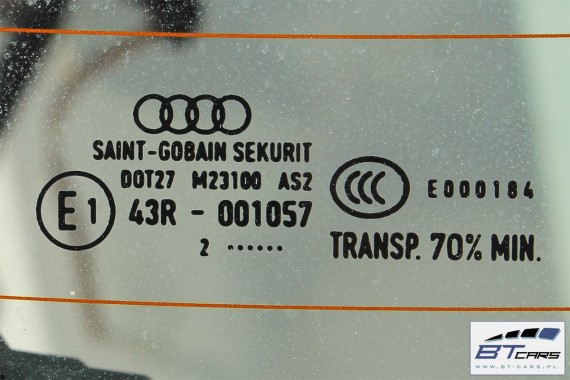 SAINT-GOBAIN SEKURIT
DOT27 M23100 AS2
E1 43R - 001057
2 ······
CCC E000184
TRANSP. 70% MIN.
BT CARS
WWW.BT-CARS.PL